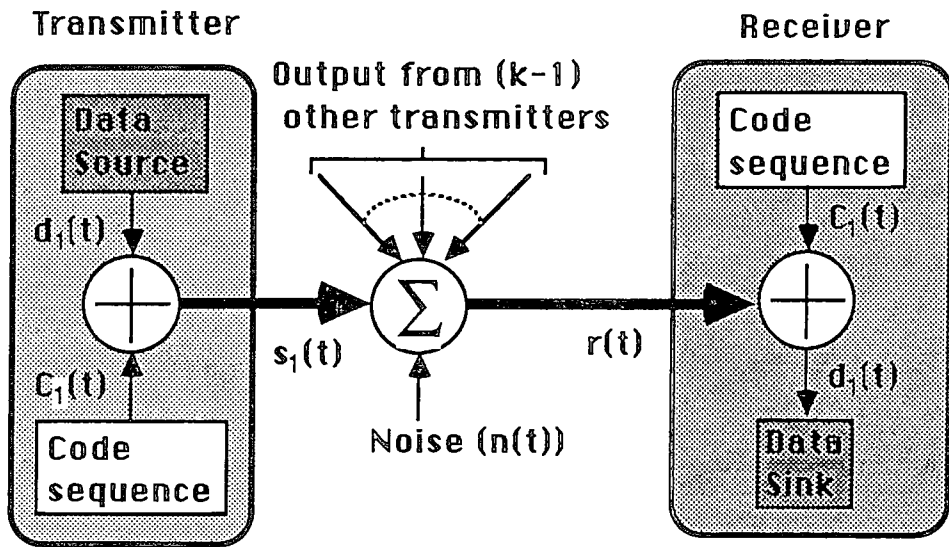 Transmitter
Receiver
Output from (k-1)
other transmitters
Data
Source
Code
sequence
d₁(t)
C₁(t)
Σ
s₁(t)
r(t)
C₁(t)
d₁(t)
Code
sequence
Noise (n(t))
Data
Sink